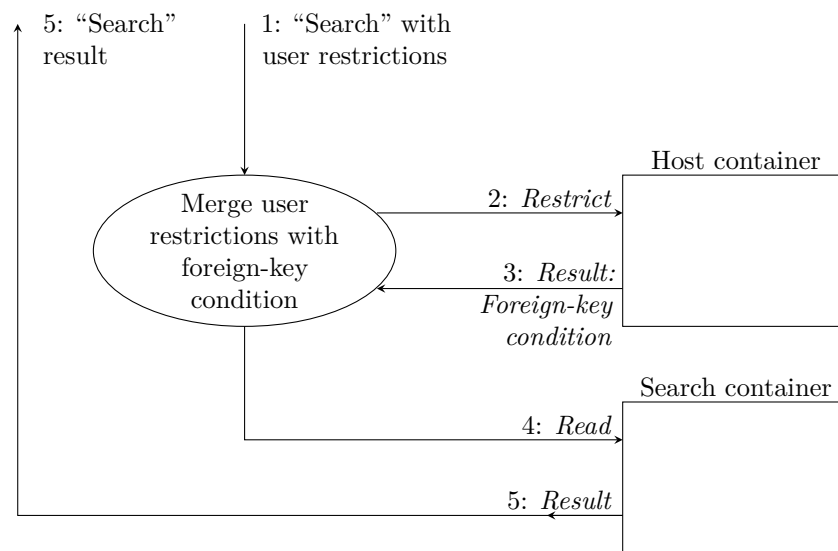 5: “Search”
result
1: “Search” with
user restrictions
Host container
Merge user
restrictions with
foreign-key
condition
2: Restrict
3: Result:
Foreign-key
condition
Search container
4: Read
5: Result